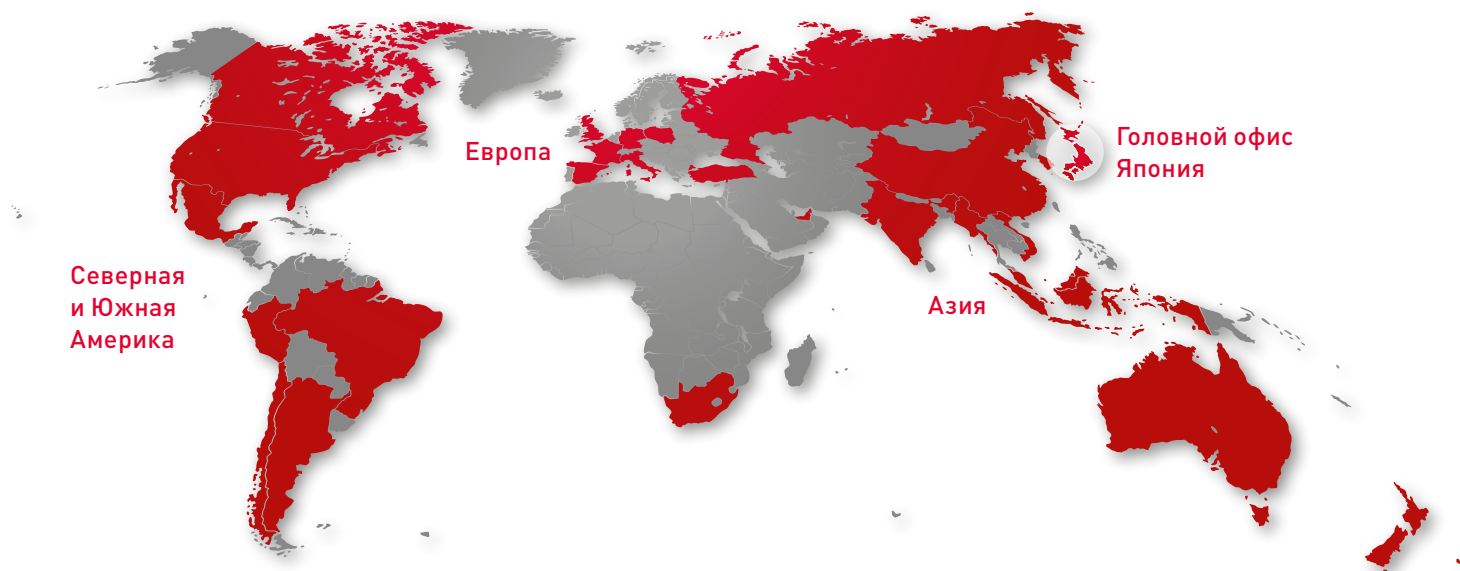 Европа
Головной офис
Япония
Северная
и Южная
Америка
Азия